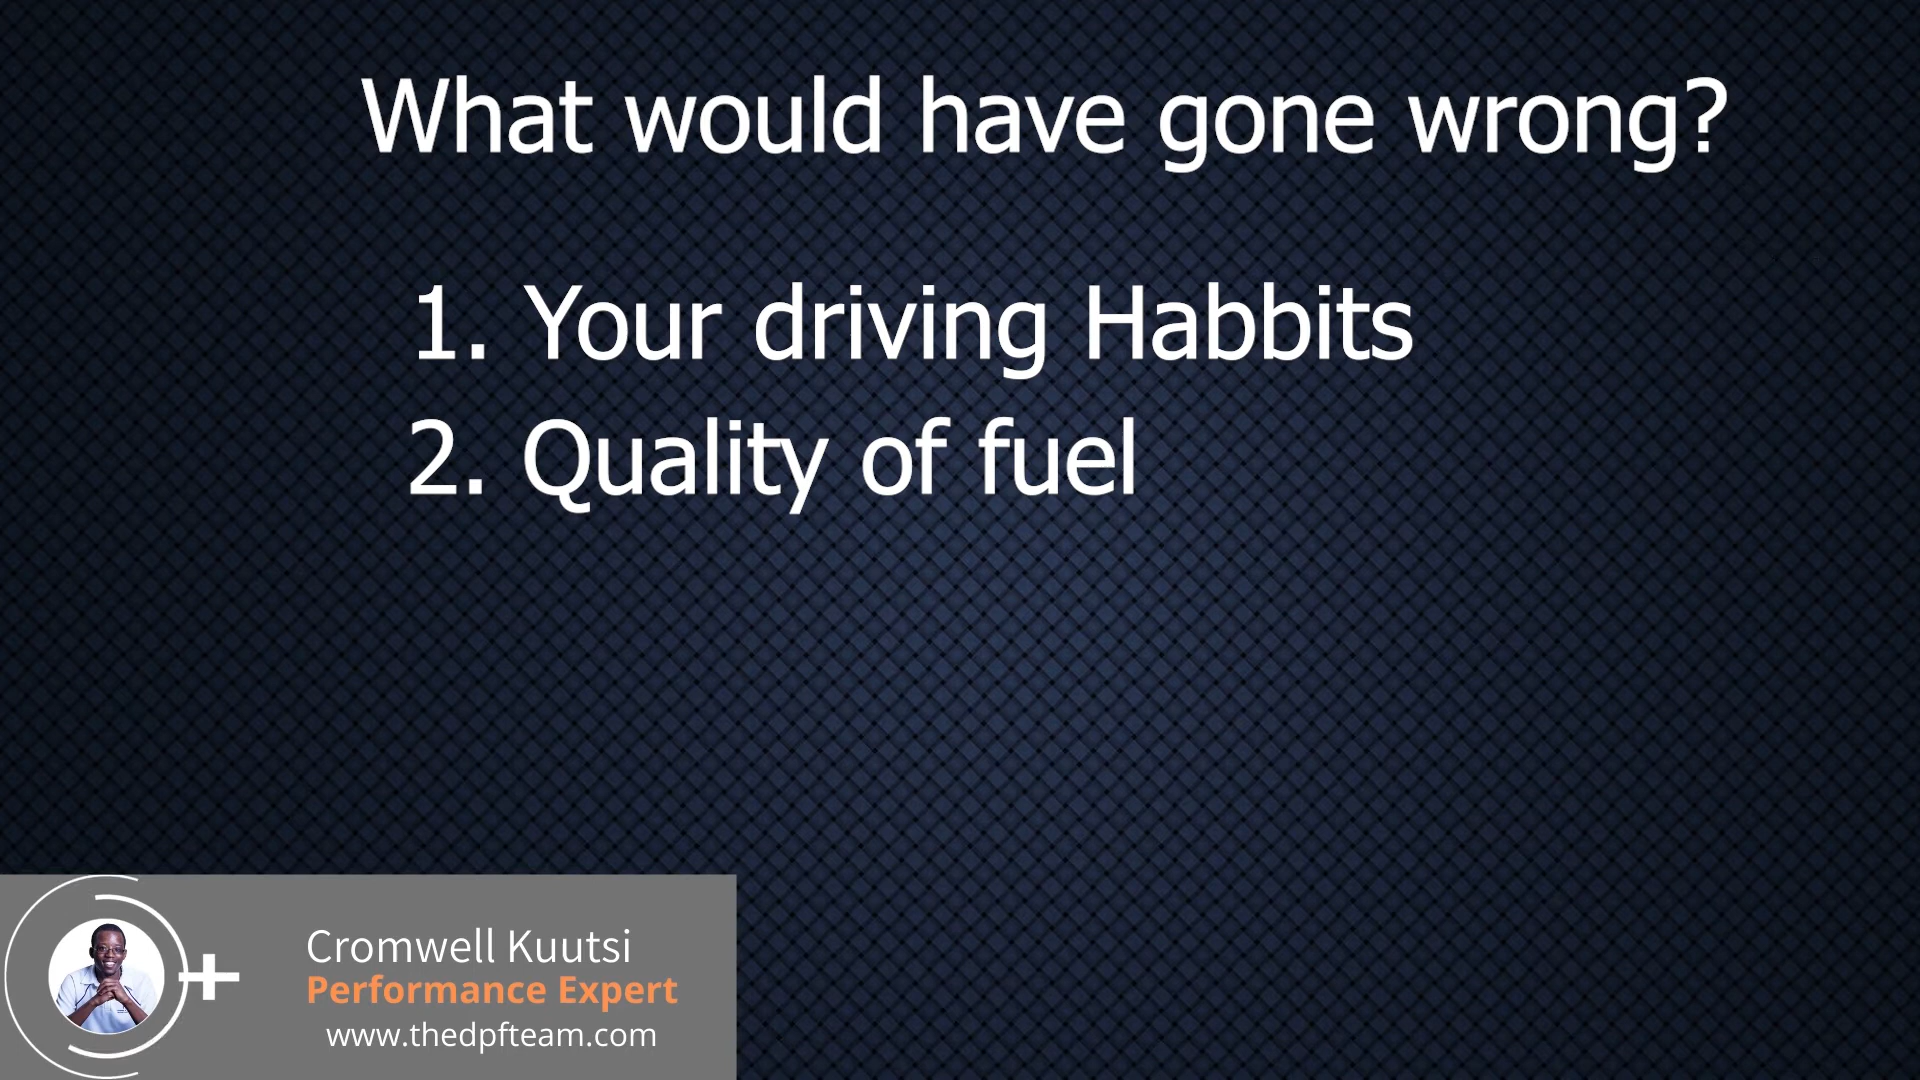 What would have gone wrong?
1. Your driving Habbits
2. Quality of fuel
Cromwell Kuutsi
Performance Expert
www.thedpfteam.com